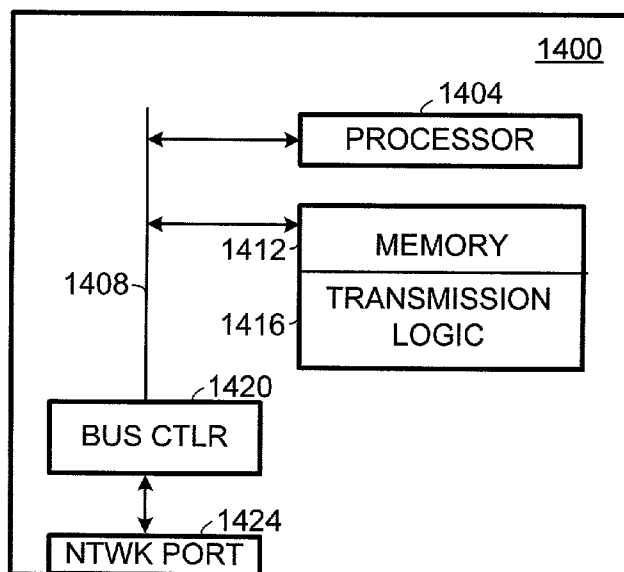 1400
1404
PROCESSOR
1412
MEMORY
1408
1416
TRANSMISSION
LOGIC
1420
BUS CTLR
1424
NTWK PORT